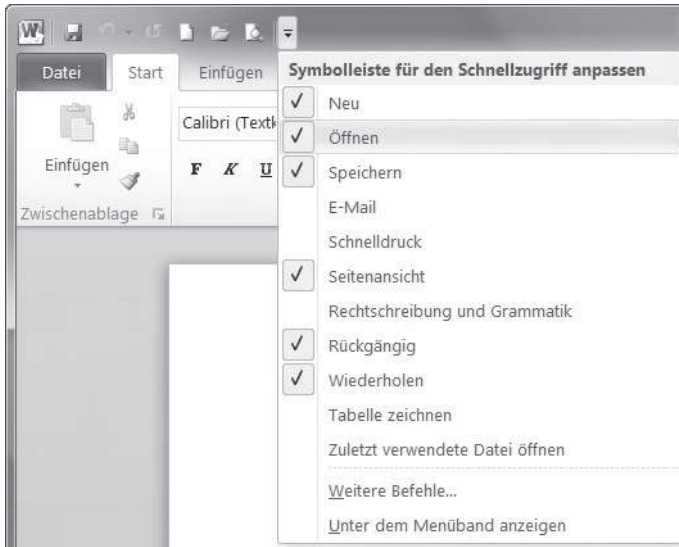 W
Datei Start Einfügen
Symbolleiste für den Schnellzugriff anpassen
Neu
Calibri (Textk
Öffnen
Einfügen
F K U
Speichern
E-Mail
Zwischenablage
Schnelldruck
Seitenansicht
Rechtschreibung und Grammatik
Rückgängig
Wiederholen
Tabelle zeichnen
Zuletzt verwendete Datei öffnen
Weitere Befehle...
Unter dem Menüband anzeigen